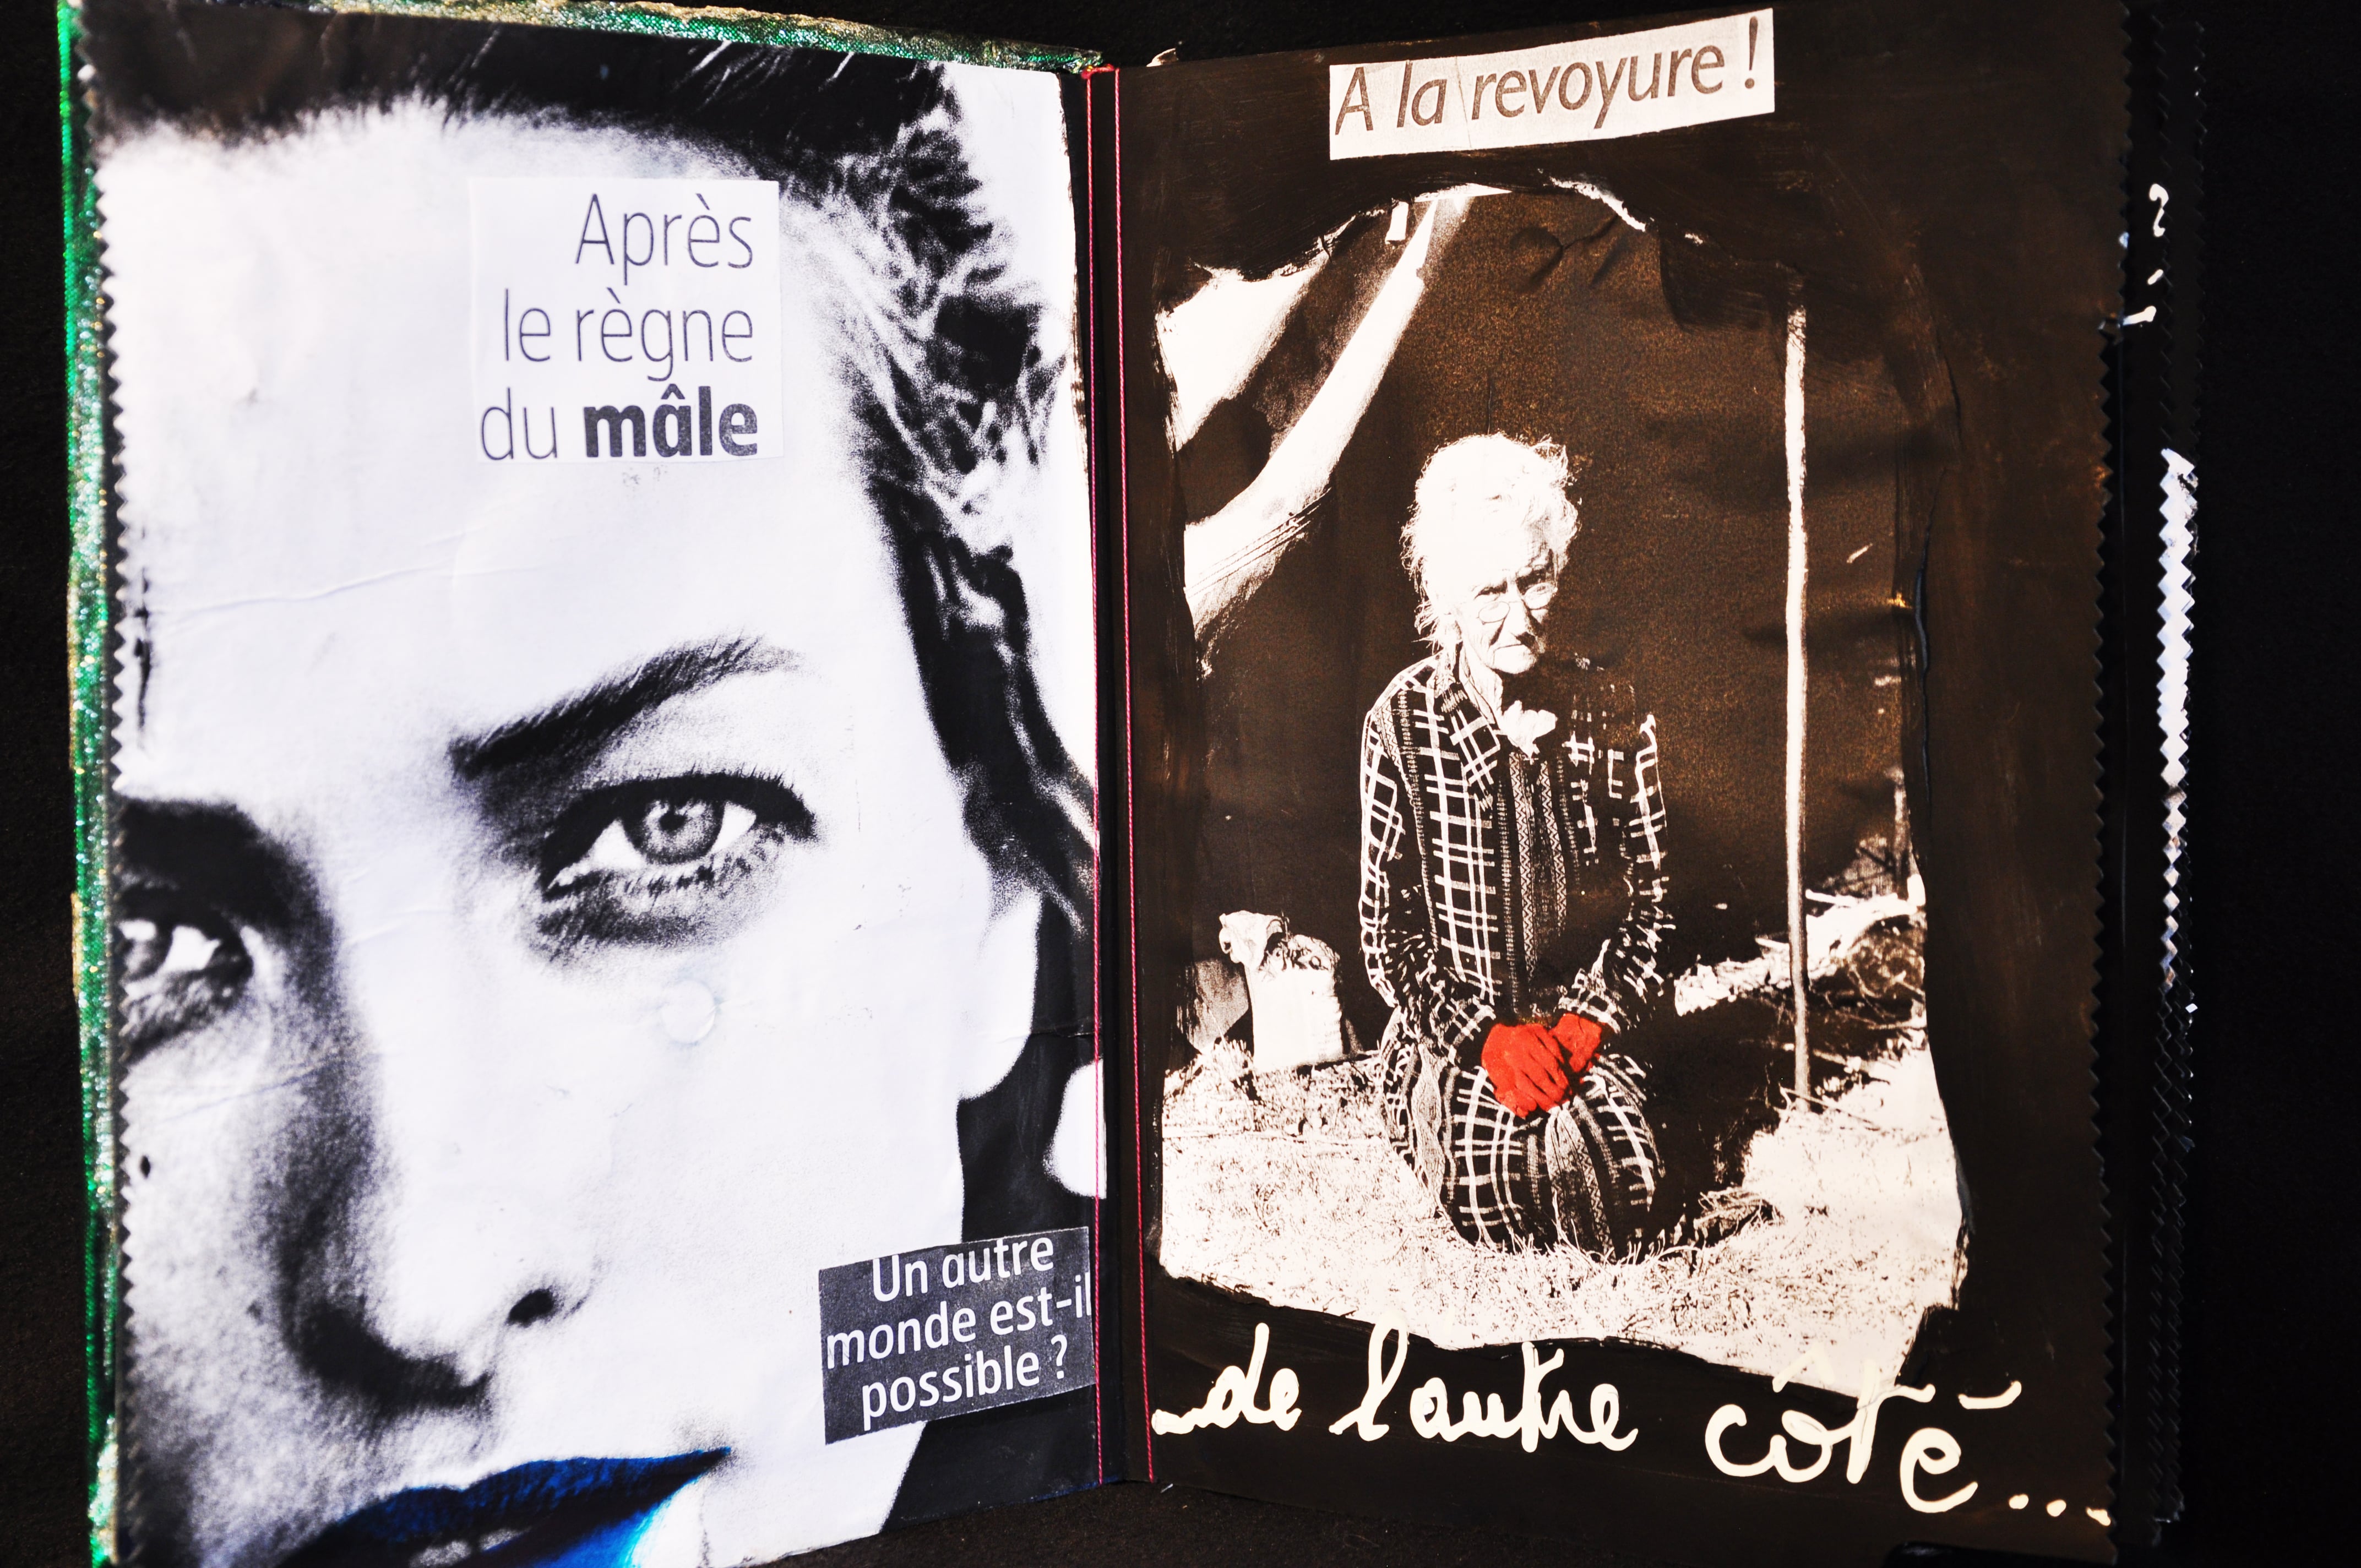 Après
le règne
du mâle
Un autre
monde est-il
possible ?
A la revoyure !
...de l'autre côté...